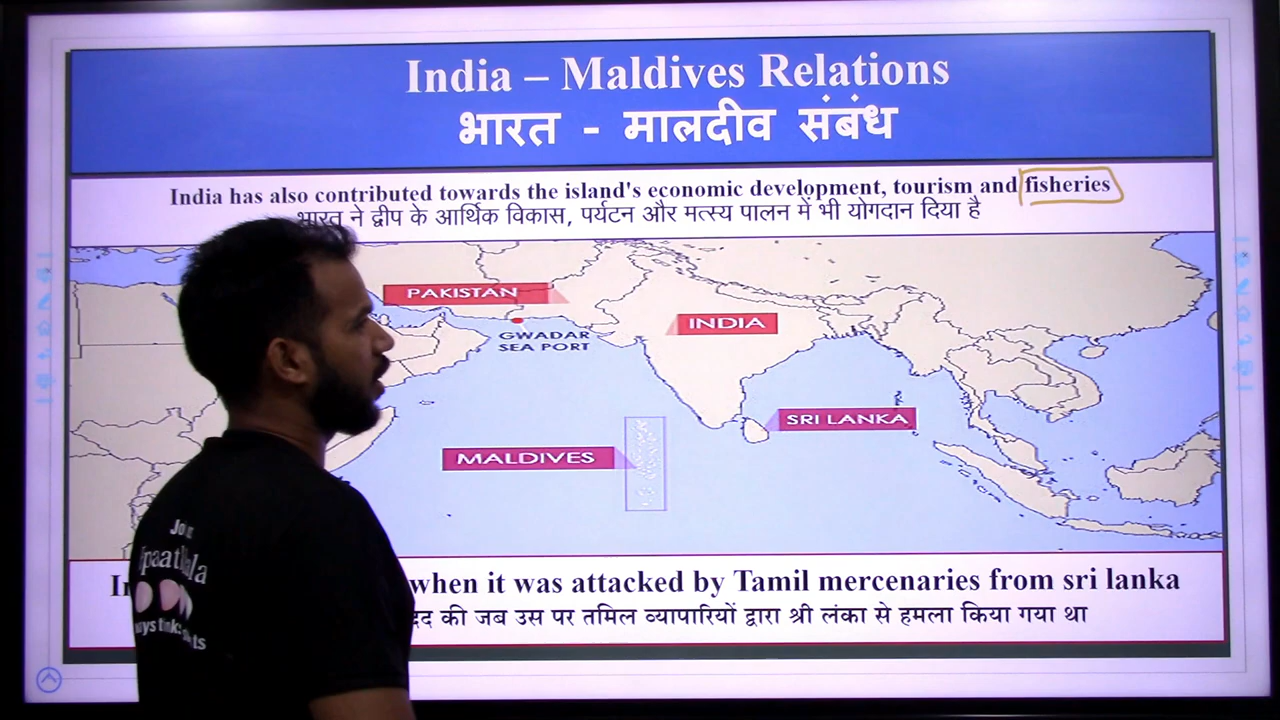 India – Maldives Relations
भारत - मालदीव संबंध
India has also contributed towards the island's economic development, tourism and fisheries
भारत ने द्वीप के आर्थिक विकास, पर्यटन और मत्स्य पालन में भी योगदान दिया है
PAKISTAN
INDIA
GWADAR
SEA PORT
SRI LANKA
MALDIVES
when it was attacked by Tamil mercenaries from sri lanka
की जब उस पर तमिल व्यापारियों द्वारा श्री लंका से हमला किया गया था